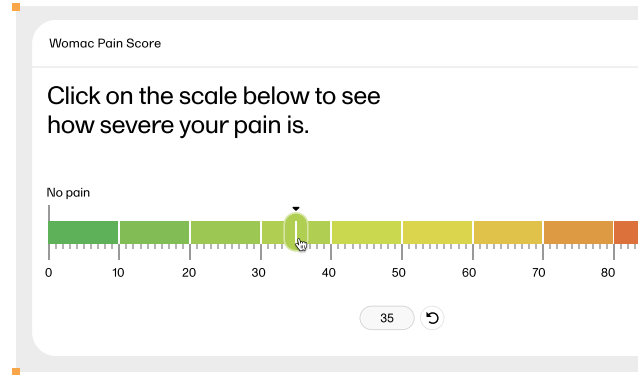 Womac Pain Score
Click on the scale below to see
how severe your pain is.
No pain
0 10 20 30 40 50 60 70 80
35